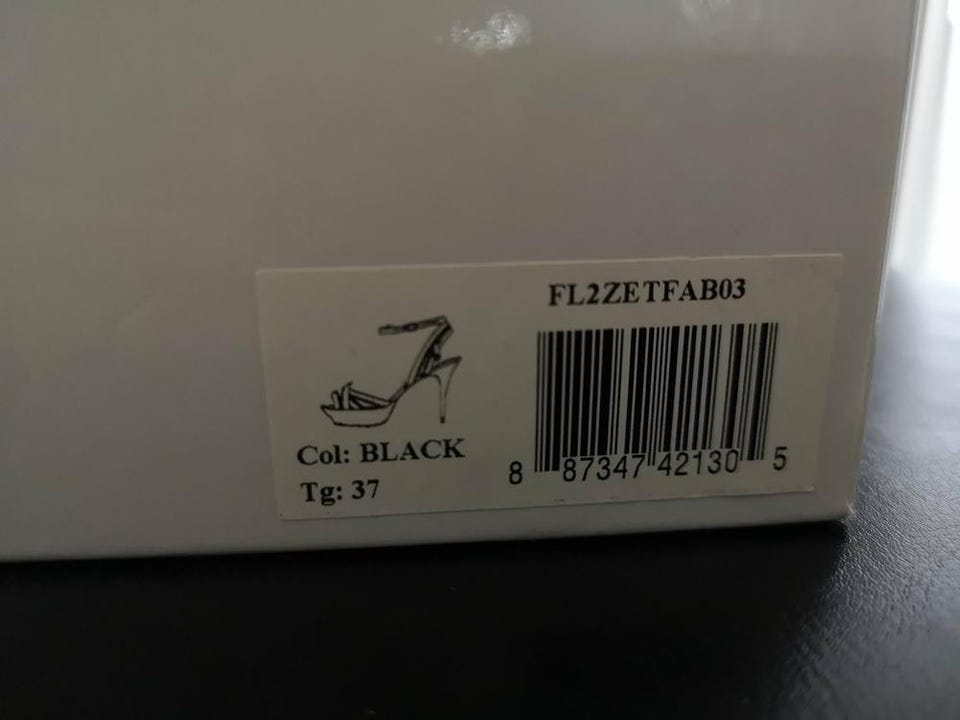 FL2ZETFAB03
Col: BLACK
Tg: 37
8 87347 42130 5